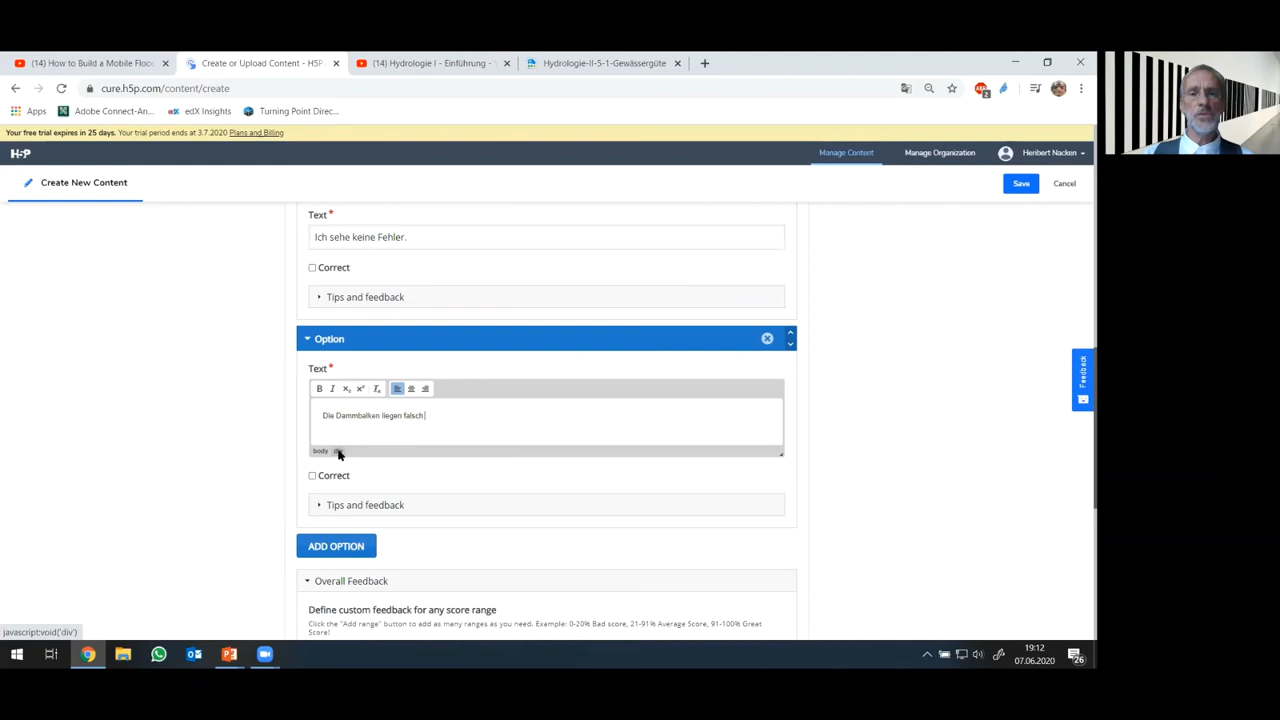 (14) How to Build a Mobile Flood
Create or Upload Content - H5P
(14) Hydrologie I - Einführung -
Hydrologie-II-5-1-Gewässergüte
cure.h5p.com/content/create
Apps
Adobe Connect-An...
edX Insights
Turning Point Direc...
Your free trial expires in 25 days. Your trial period ends at 3.7.2020 Plans and Billing
H5P
Manage Content
Manage Organization
Heribert Nacken
Create New Content
Save
Cancel
Text*
Ich sehe keine Fehler.
Correct
Tips and feedback
Option
Text*
B I
Die Dammbalken liegen falsch
body
Correct
Tips and feedback
ADD OPTION
Overall Feedback
Define custom feedback for any score range
Click the "Add range" button to add as many ranges as you need. Example: 0-20% Bad score, 21-91% Average Score, 91-100% Great
Score!
Feedback
javascript:void('div')
19:12
07.06.2020
26